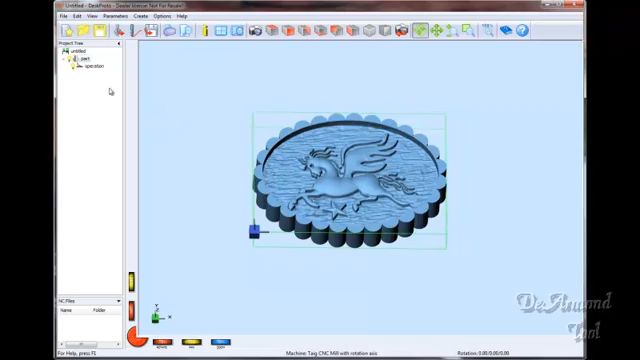 Untitled - DeskProto - Dealer license! Not For Resale!
File Edit View Parameters Create Options Help
Project Tree
untitled
part
operation
NC Files
Name Folder
Y
X
For Help, press F1
Machine: Taig CNC Mill with rotation axis
Rotation: 0.00/0.00/0.00
DeArmond
Tool